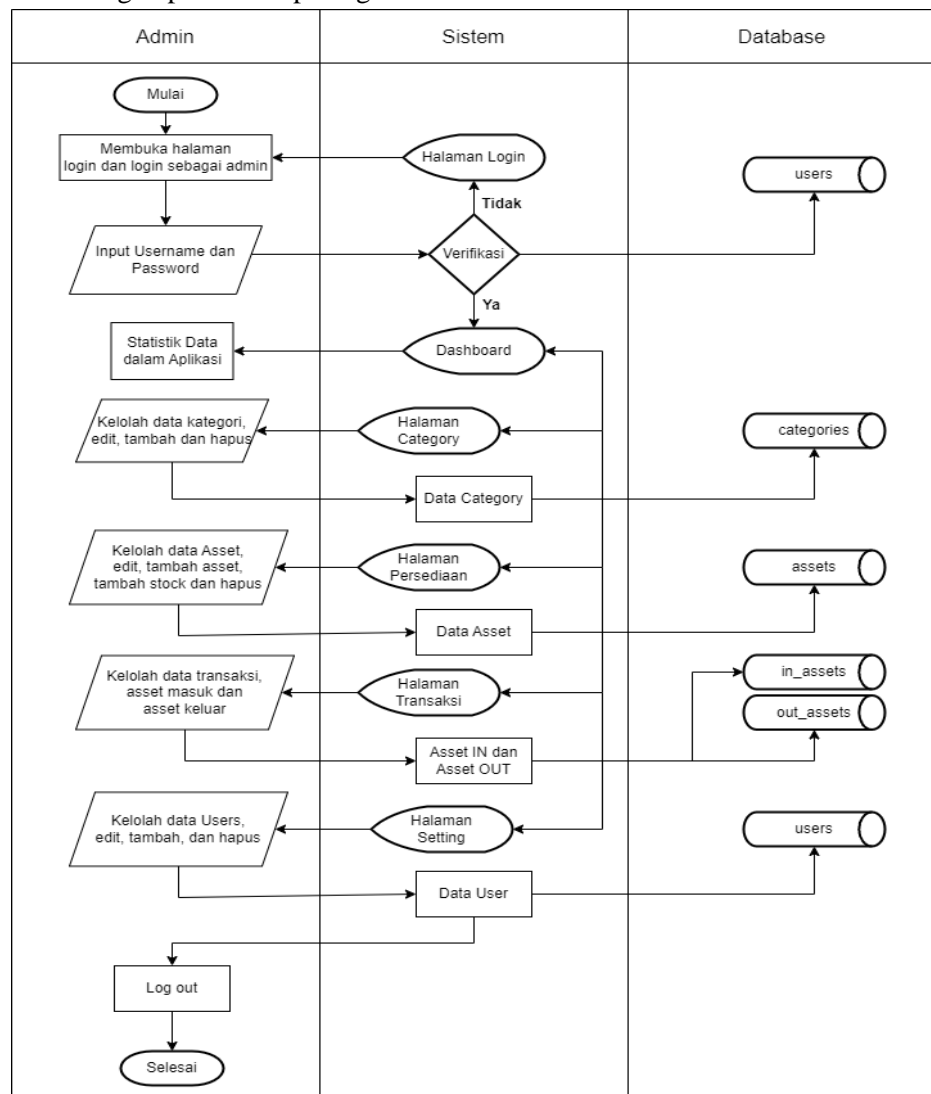 Admin
Sistem
Database
Mulai
Membuka halaman
login dan login sebagai admin
Halaman Login
users
Tidak
Input Username dan
Password
Verifikasi
Ya
Statistik Data
dalam Aplikasi
Dashboard
Kelolah data kategori,
edit, tambah dan hapus
Halaman
Category
categories
Data Category
Kelolah data Asset,
edit, tambah asset,
tambah stock dan hapus
Halaman
Persediaan
assets
Data Asset
Kelolah data transaksi,
asset masuk dan
asset keluar
Halaman
Transaksi
in_assets
out_assets
Asset IN dan
Asset OUT
Kelolah data Users,
edit, tambah, dan hapus
Halaman
Setting
users
Data User
Log out
Selesai